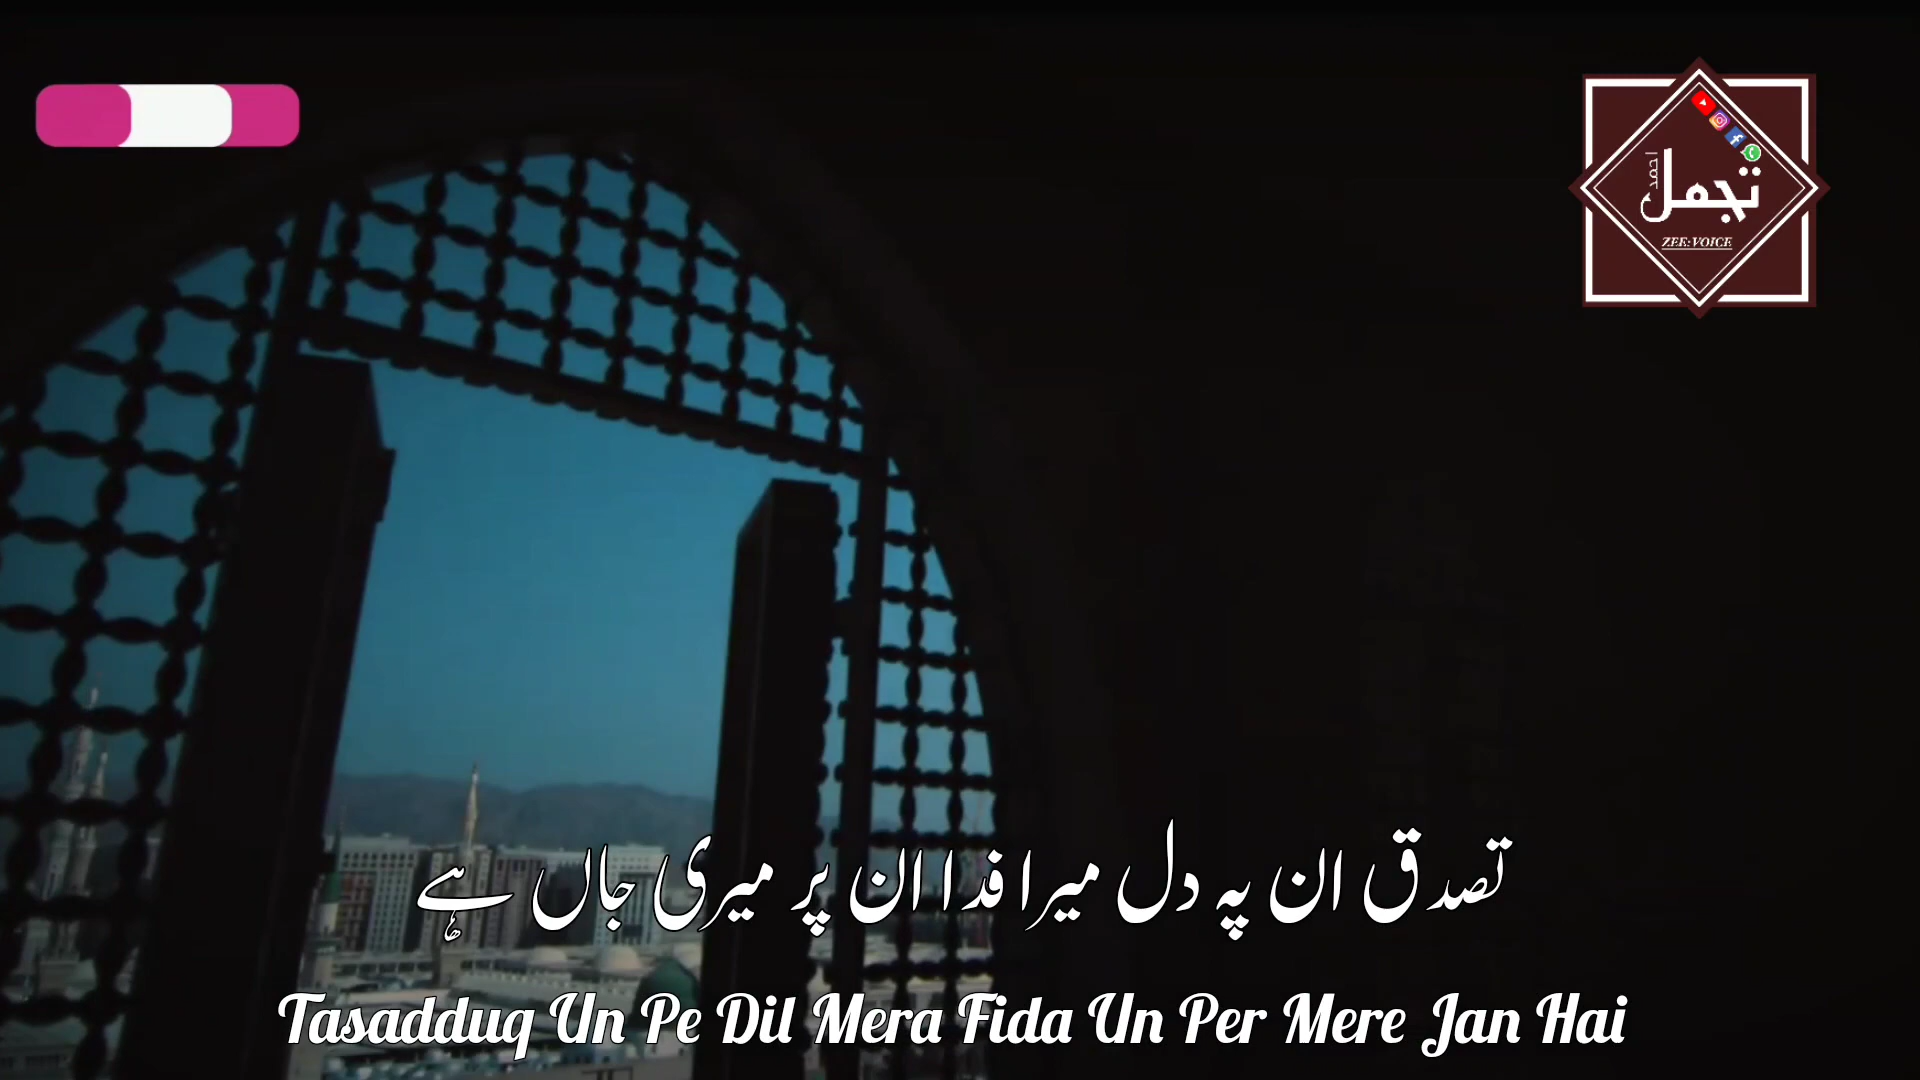 احمد
تجمل
ZEE:VOICE
تصدق ان پہ دل میرا فدا ان پر میری جاں ہے
Tasadduq Un Pe Dil Mera Fida Un Per Mere Jan Hai